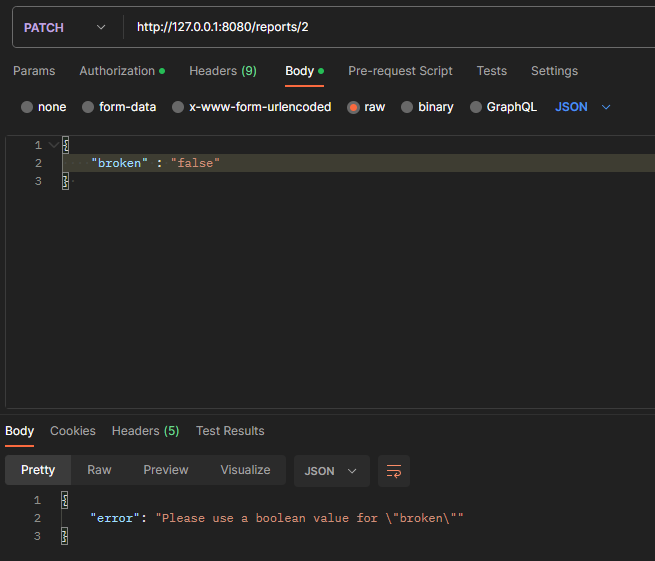 PATCH http://127.0.0.1:8080/reports/2
Params Authorization Headers (9) Body Pre-request Script Tests Settings
none form-data x-www-form-urlencoded raw binary GraphQL JSON
1 {
2 "broken" : "false"
3 }
Body Cookies Headers (5) Test Results
Pretty Raw Preview Visualize JSON
1 {
2 "error": "Please use a boolean value for \"broken\""
3 }